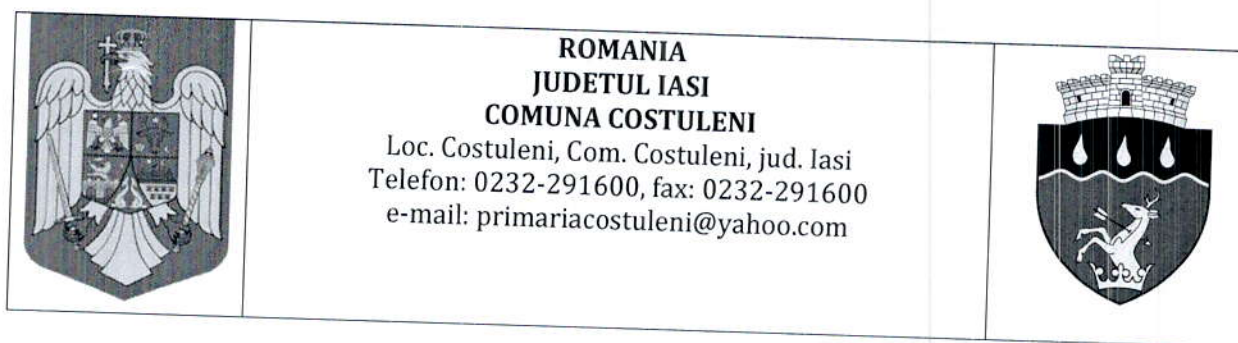 ROMANIA
JUDETUL IASI
COMUNA COSTULENI
Loc. Costuleni, Com. Costuleni, jud. Iasi
Telefon: 0232-291600, fax: 0232-291600
e-mail: primariacostuleni@yahoo.com